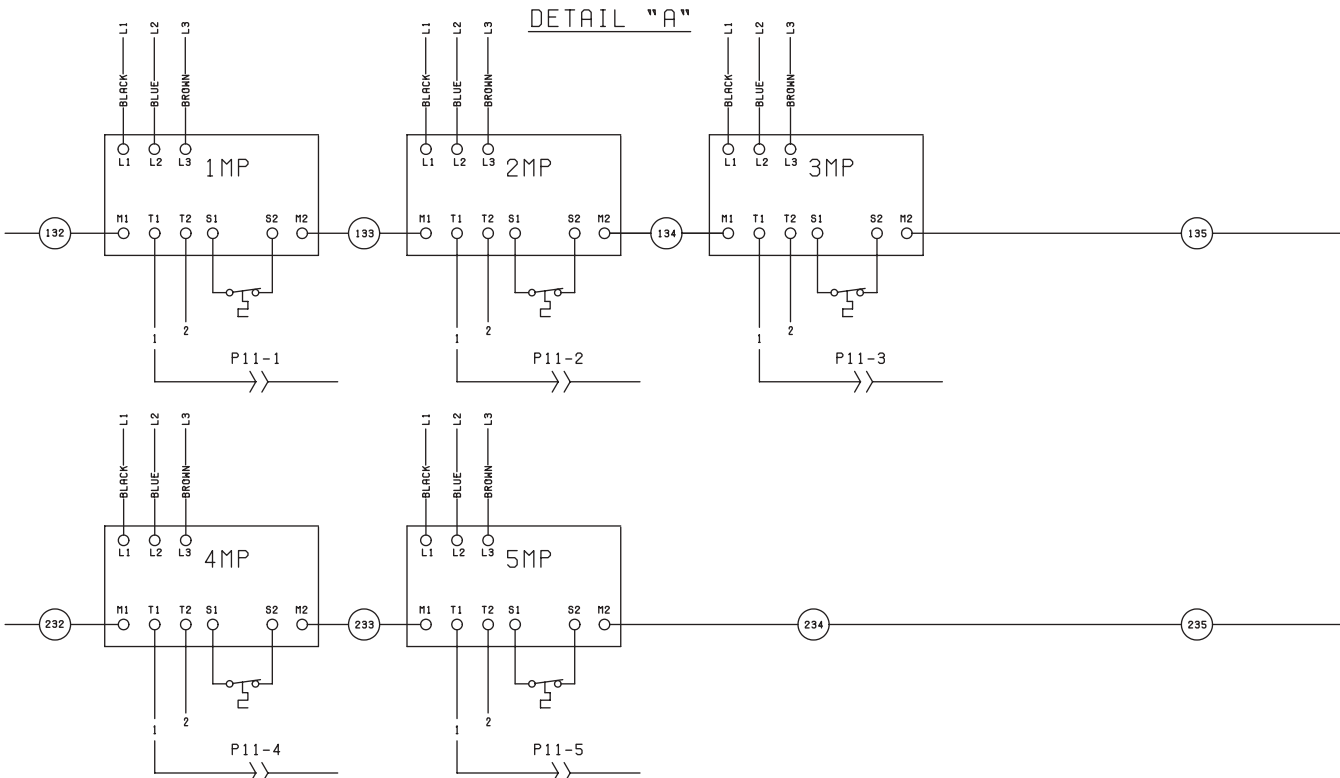 DETAIL "A"
L1 L2 L3 L1 L2 L3 L1 L2 L3
BLACK BLUE BROWN BLACK BLUE BROWN BLACK BLUE BROWN
L1 L2 L3 1MP L1 L2 L3 2MP L1 L2 L3 3MP
M1 T1 T2 S1 S2 M2 M1 T1 T2 S1 S2 M2 M1 T1 T2 S1 S2 M2
132 133 134 135
1 2 1 2 1 2
P11-1 P11-2 P11-3
L1 L2 L3 L1 L2 L3
BLACK BLUE BROWN BLACK BLUE BROWN
L1 L2 L3 4MP L1 L2 L3 5MP
M1 T1 T2 S1 S2 M2 M1 T1 T2 S1 S2 M2
232 233 234 235
1 2 1 2
P11-4 P11-5